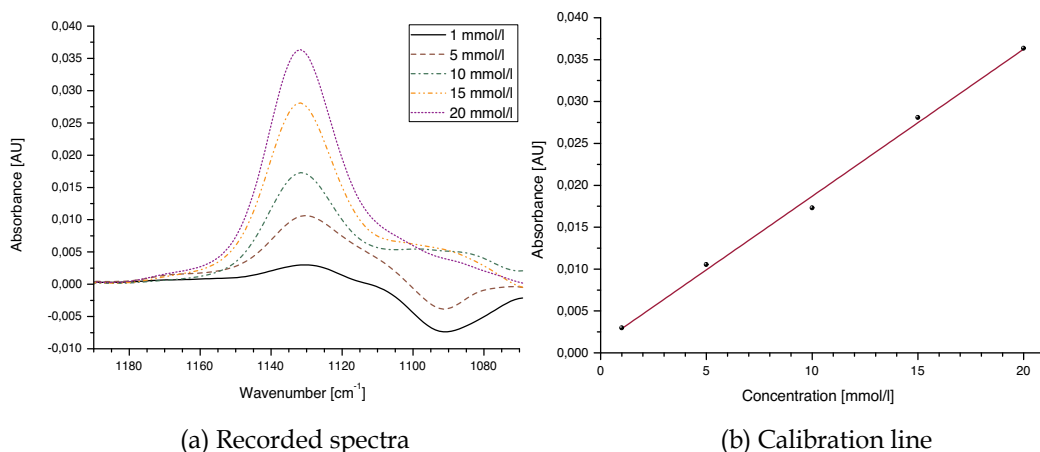 0,040
0,035
0,030
0,025
0,020
0,015
0,010
0,005
0,000
-0,005
-0,010
Absorbance [AU]
1180 1160 1140 1120 1100 1080
Wavenumber [cm⁻¹]
1 mmol/l
5 mmol/l
10 mmol/l
15 mmol/l
20 mmol/l
(a) Recorded spectra
0,040
0,035
0,030
0,025
0,020
0,015
0,010
0,005
0,000
Absorbance [AU]
0 5 10 15 20
Concentration [mmol/l]
(b) Calibration line